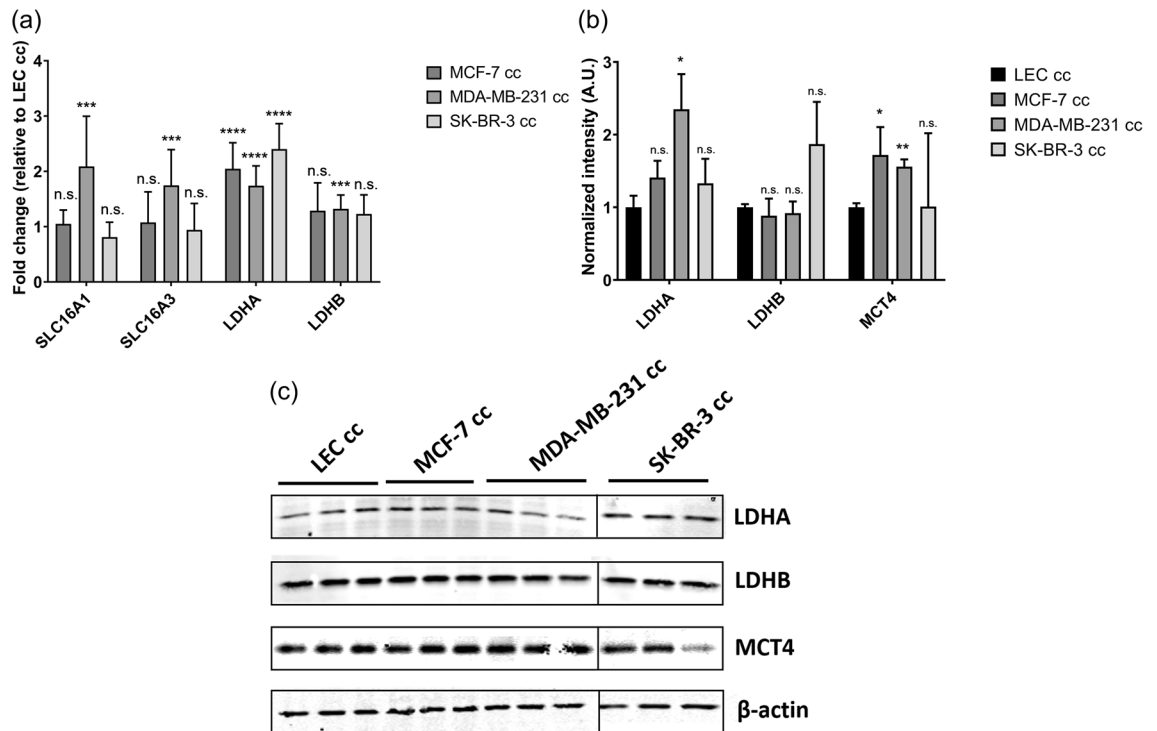 (a)
Fold change (relative to LEC cc)
4
3
2
1
0
n.s.
***
n.s.
n.s.
***
n.s.
****
****
****
n.s.
***
n.s.
SLC16A1
SLC16A3
LDHA
LDHB
MCF-7 cc
MDA-MB-231 cc
SK-BR-3 cc
(b)
Normalized intensity (A.U.)
3
2
1
0
n.s.
*
n.s.
n.s.
n.s.
n.s.
*
**
n.s.
LDHA
LDHB
MCT4
LEC cc
MCF-7 cc
MDA-MB-231 cc
SK-BR-3 cc
(c)
LEC cc
MCF-7 cc
MDA-MB-231 cc
SK-BR-3 cc
LDHA
LDHB
MCT4
β-actin